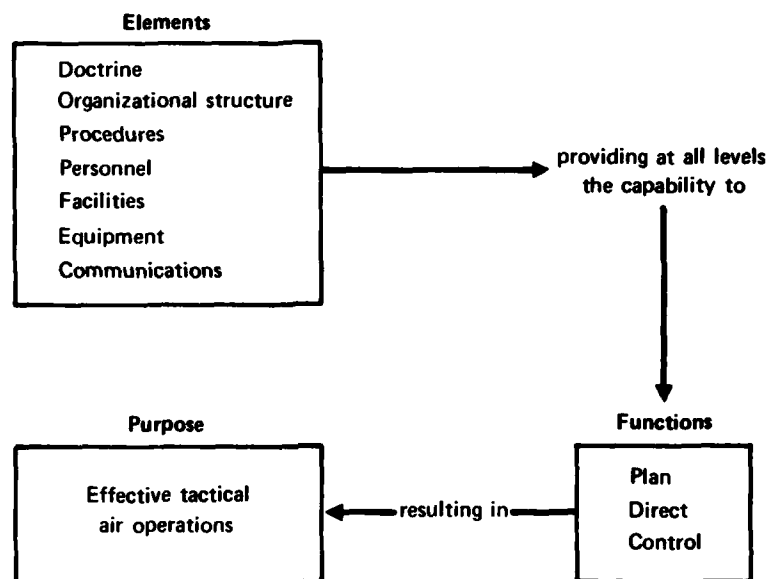 Elements
Doctrine
Organizational structure
Procedures
Personnel
Facilities
Equipment
Communications
providing at all levels
the capability to
Functions
Plan
Direct
Control
resulting in
Purpose
Effective tactical
air operations